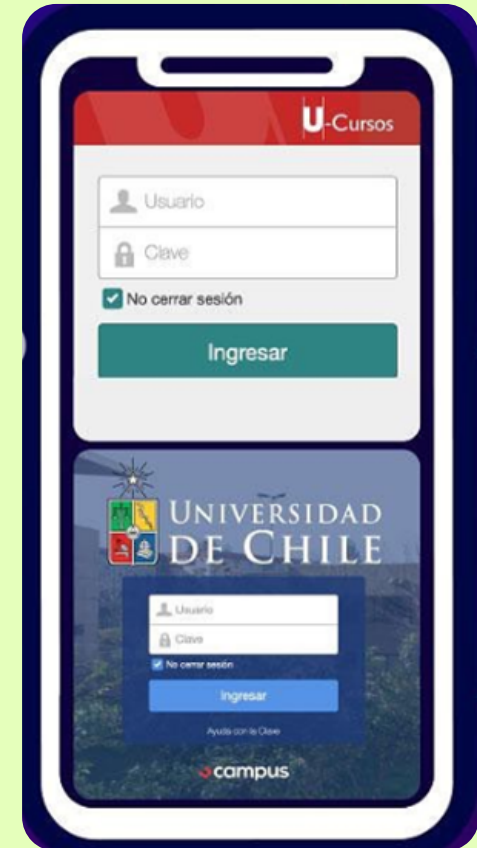 U-Cursos
Usuario
Clave
No cerrar sesión
Ingresar
UNIVERSIDAD
DE CHILE
Usuario
Clave
No cerrar sesión
Ingresar
Ayuda con la Clave
ucampus